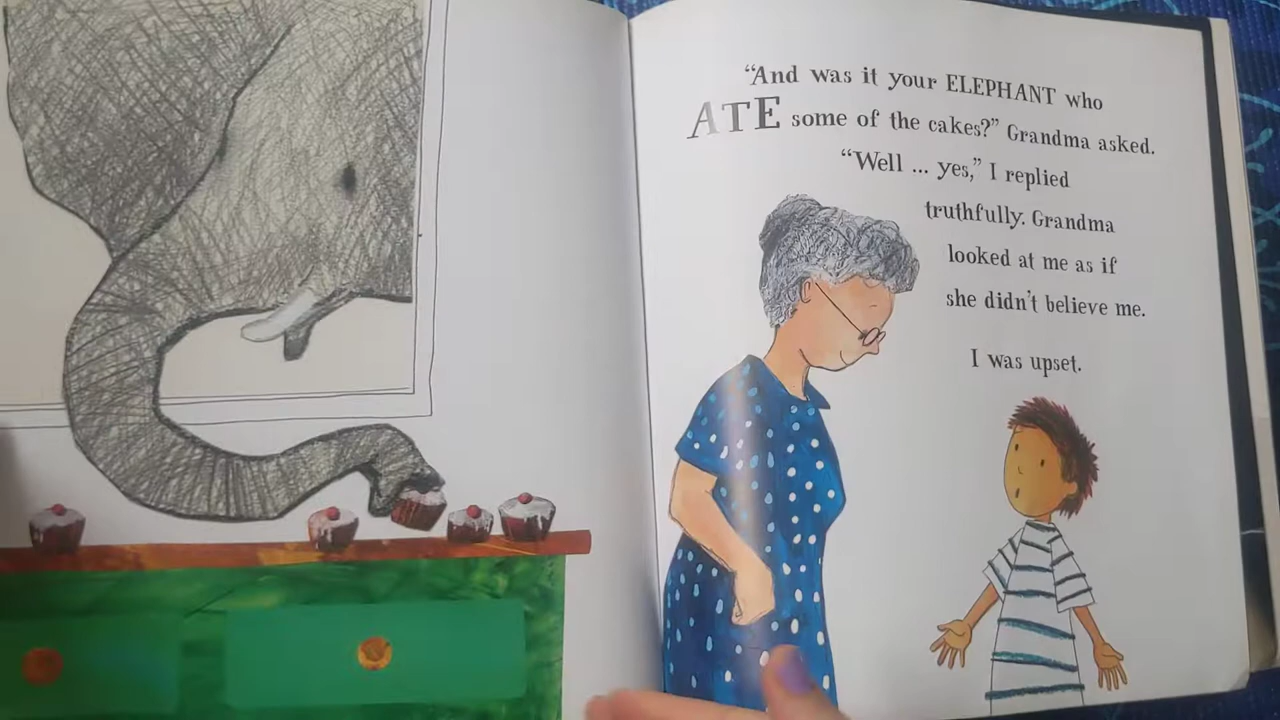 “And was it your ELEPHANT who
ATE some of the cakes?” Grandma asked.
“Well ... yes,” I replied
truthfully. Grandma
looked at me as if
she didn’t believe me.
I was upset.